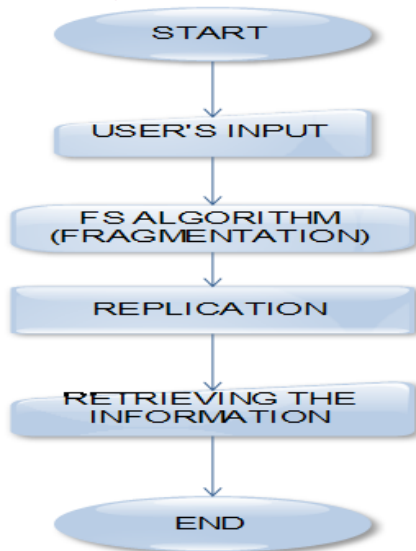 START
USER'S INPUT
FS ALGORITHM
(FRAGMENTATION)
REPLICATION
RETRIEVING THE
INFORMATION
END